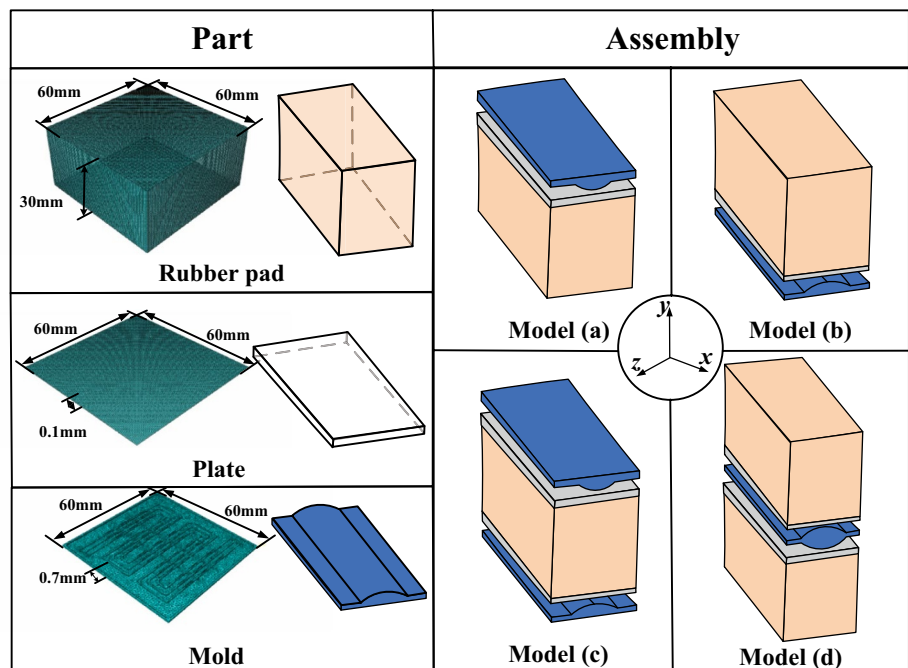 Part
Assembly
60mm
60mm
30mm
Rubber pad
60mm
60mm
0.1mm
Plate
60mm
60mm
0.7mm
Mold
Model (a)
Model (b)
y
z
x
Model (c)
Model (d)